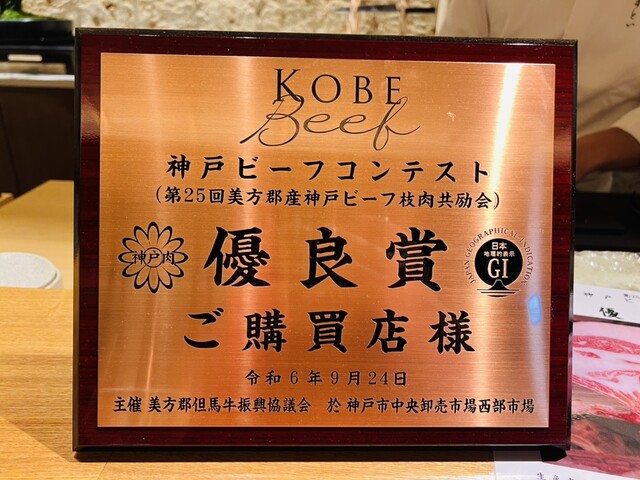 KOBE
Beef
神戸ビーフコンテスト
(第25回美方郡産神戸ビーフ枝肉共励会)
神戸肉
優良賞
JAPAN GEOGRAPHICAL INDICATION
日本
地理的表示
GI
ご購買店様
令和6年9月24日
主催 美方郡但馬牛振興協議会 於 神戸市中央卸売市場西部市場
優